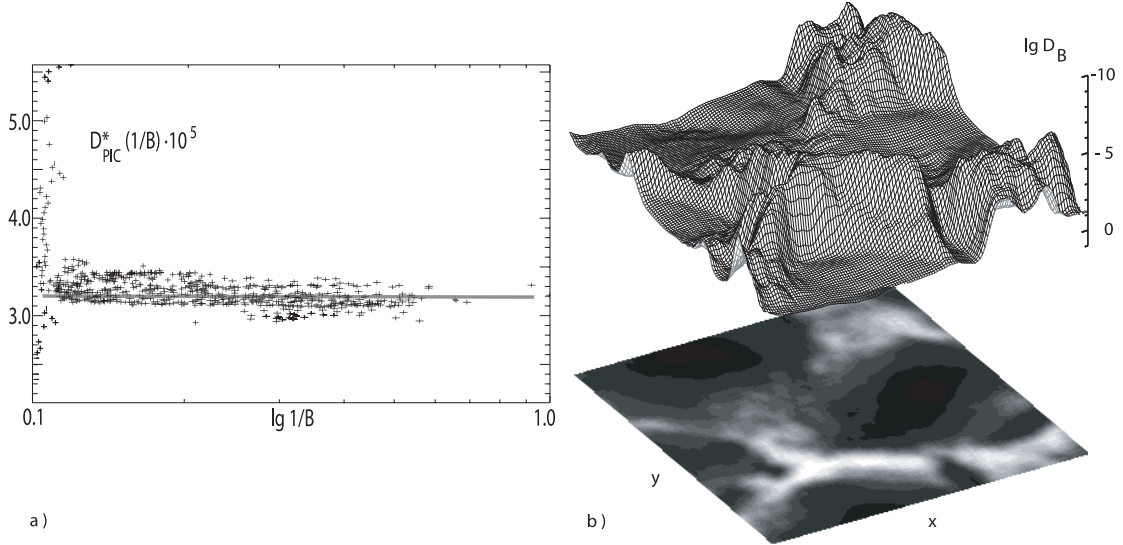 5.0
4.0
3.0
D*PIC (1/B)·10^5
0.1
lg 1/B
1.0
a )
lg D_B
-10
-5
0
y
x
b )